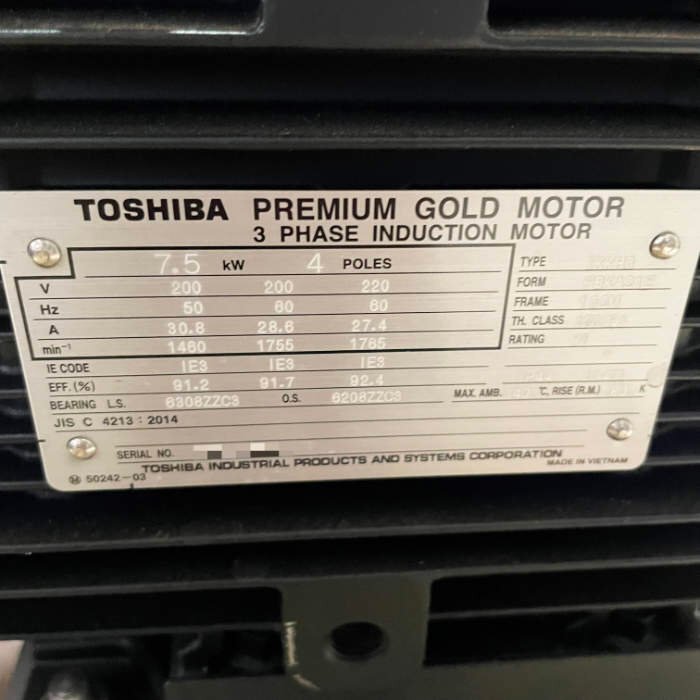 TOSHIBA PREMIUM GOLD MOTOR
3 PHASE INDUCTION MOTOR
7.5 kW 4 POLES
V 200 200 220
Hz 50 60 60
A 30.8 28.6 27.4
min⁻¹ 1460 1755 1765
IE CODE IE3 IE3 IE3
EFF.(%) 91.2 91.7 92.4
BEARING L.S. 6308ZZC3 O.S. 6208ZZC3
JIS C 4213 : 2014
TYPE
FORM
FRAME
TH. CLASS
RATING
MAX. AMB. ℃, RISE (R.M.) K
SERIAL NO.
TOSHIBA INDUSTRIAL PRODUCTS AND SYSTEMS CORPORATION
MADE IN VIETNAM
Ⓜ 50242-03